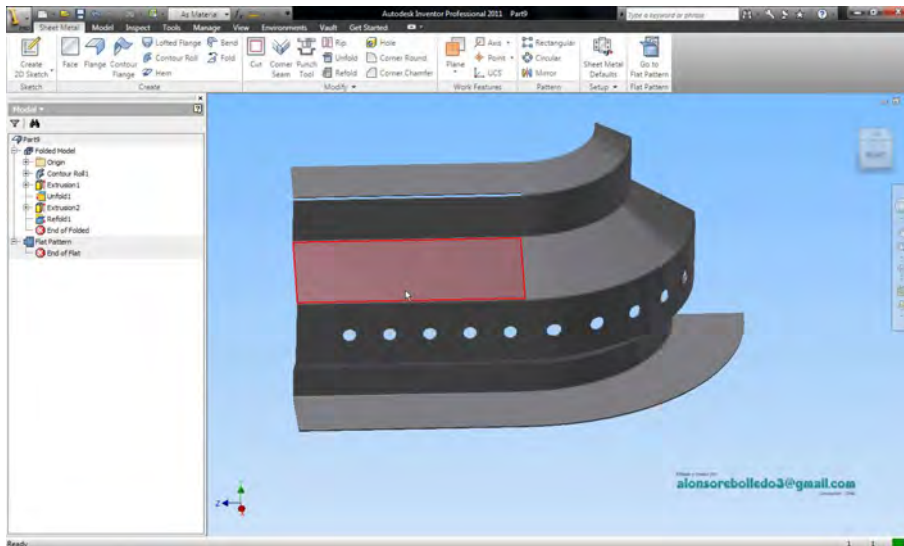 As Material
Autodesk Inventor Professional 2011 Part9
Type a keyword or phrase
Sheet Metal Model Inspect Tools Manage View Environments Vault Get Started
Create 2D Sketch
Face
Flange
Contour Flange
Lofted Flange
Contour Roll
Hem
Bend
Fold
Cut
Corner Seam
Punch Tool
Rip
Unfold
Refold
Hole
Corner Round
Corner Chamfer
Plane
Axis
Point
UCS
Rectangular
Circular
Mirror
Sheet Metal Defaults
Go to Flat Pattern
Sketch Create Modify Work Features Pattern Setup Flat Pattern
Model
Part9
Folded Model
Origin
Contour Roll1
Extrusion1
Unfold1
Extrusion2
Refold1
End of Folded
Flat Pattern
End of Flat
alonsorebolledo3@gmail.com
Z
Ready
1 1